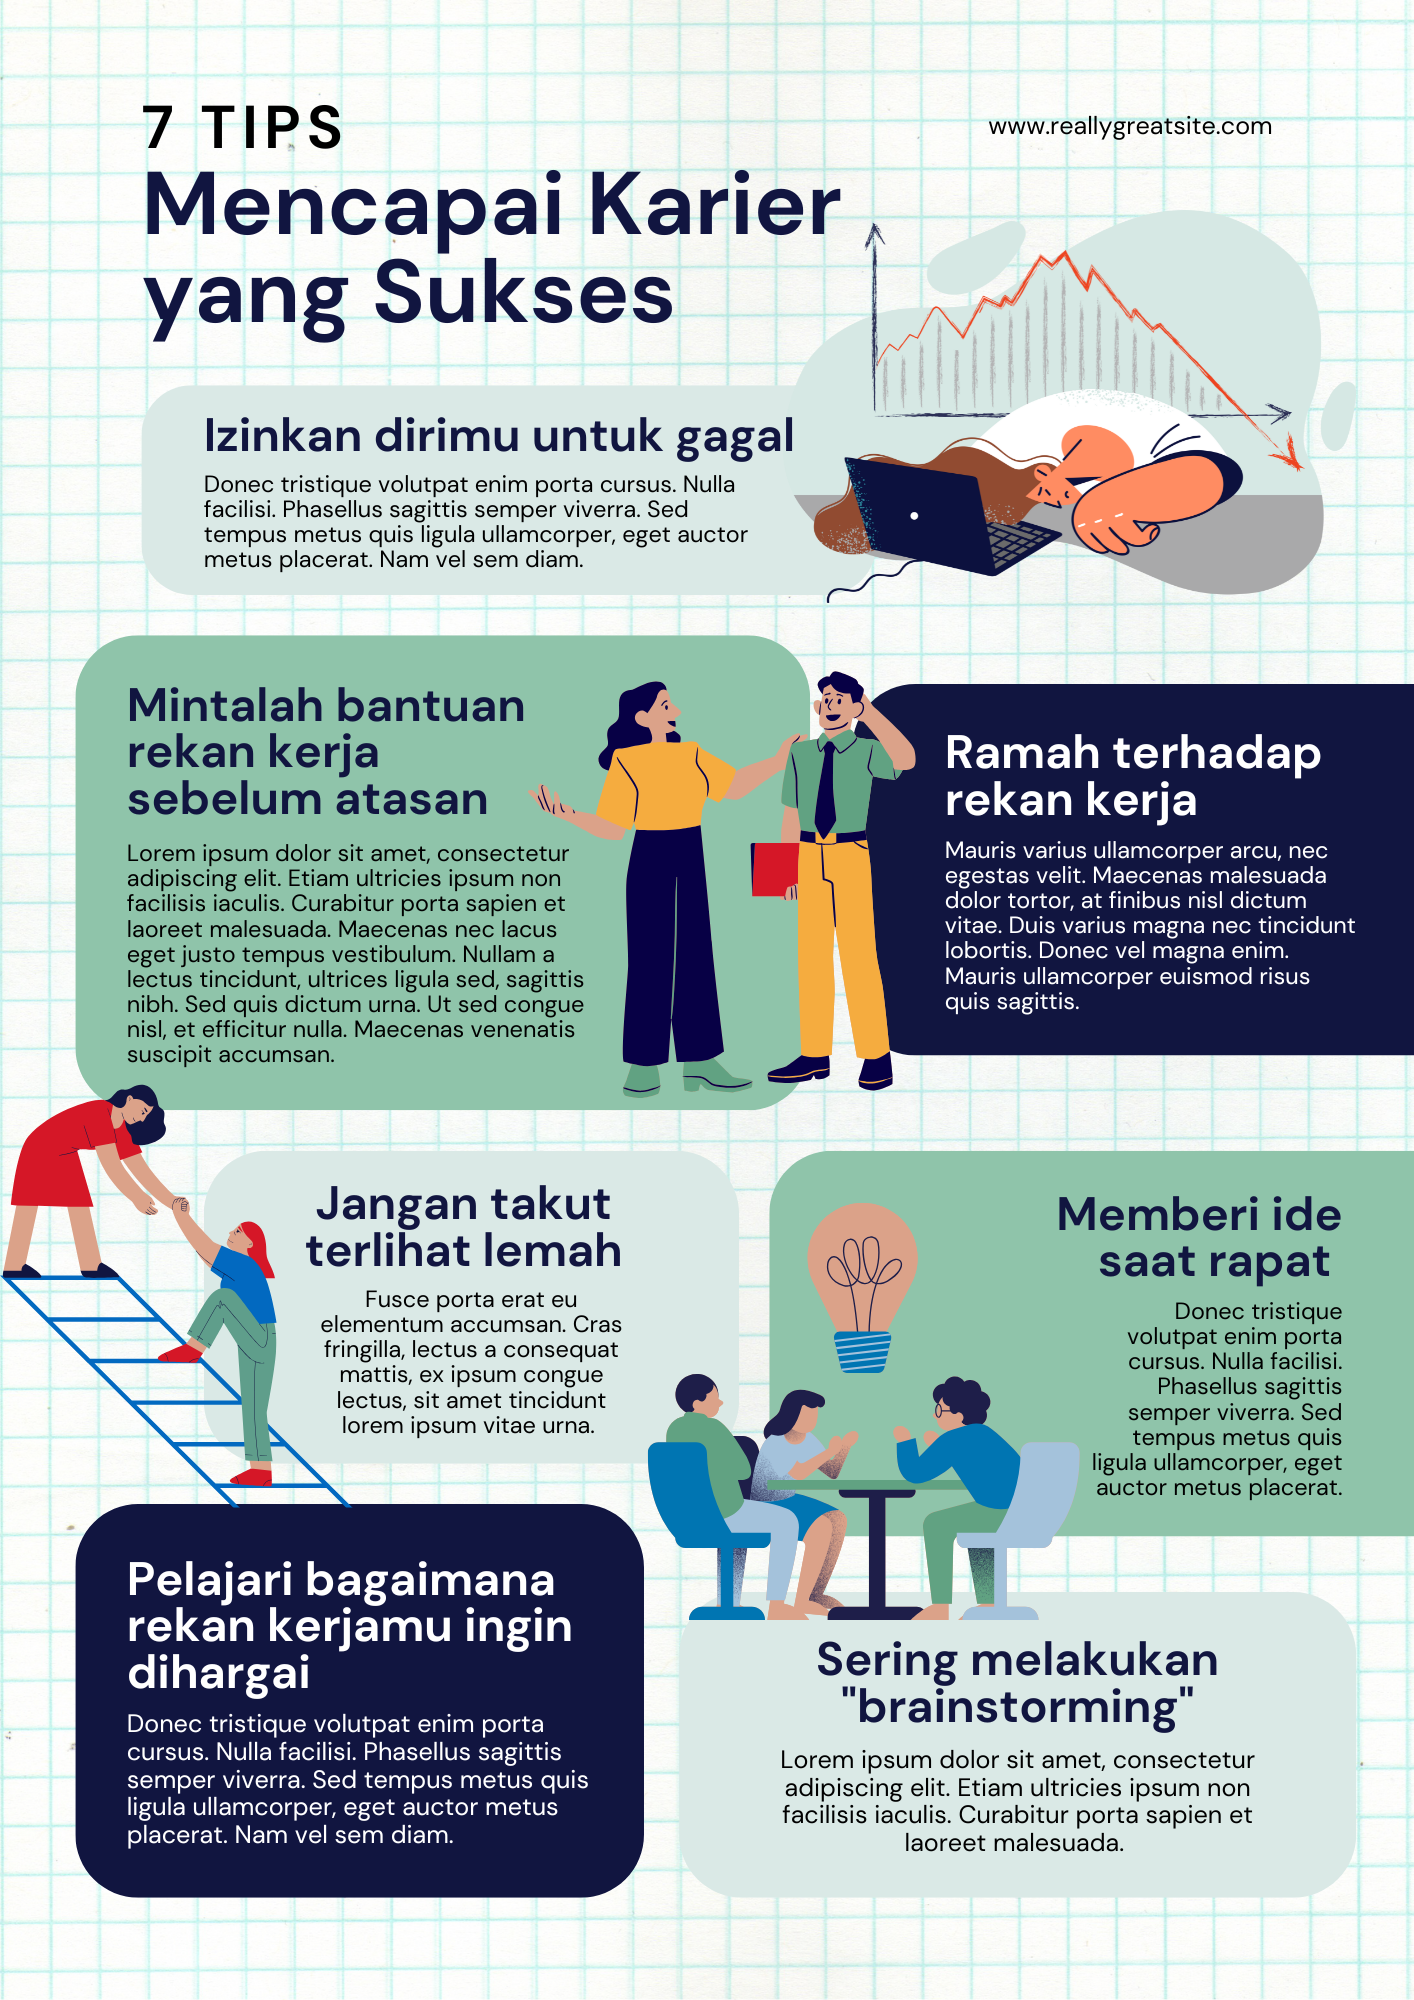 7 TIPS
www.reallygreatsite.com
Mencapai Karier
yang Sukses
Izinkan dirimu untuk gagal
Donec tristique volutpat enim porta cursus. Nulla
facilisi. Phasellus sagittis semper viverra. Sed
tempus metus quis ligula ullamcorper, eget auctor
metus placerat. Nam vel sem diam.
Mintalah bantuan
rekan kerja
sebelum atasan
Lorem ipsum dolor sit amet, consectetur
adipiscing elit. Etiam ultricies ipsum non
facilisis iaculis. Curabitur porta sapien et
laoreet malesuada. Maecenas nec lacus
eget justo tempus vestibulum. Nullam a
lectus tincidunt, ultrices ligula sed, sagittis
nibh. Sed quis dictum urna. Ut sed congue
nisl, et efficitur nulla. Maecenas venenatis
suscipit accumsan.
Ramah terhadap
rekan kerja
Mauris varius ullamcorper arcu, nec
egestas velit. Maecenas malesuada
dolor tortor, at finibus nisl dictum
vitae. Duis varius magna nec tincidunt
lobortis. Donec vel magna enim.
Mauris ullamcorper euismod risus
quis sagittis.
Jangan takut
terlihat lemah
Fusce porta erat eu
elementum accumsan. Cras
fringilla, lectus a consequat
mattis, ex ipsum congue
lectus, sit amet tincidunt
lorem ipsum vitae urna.
Memberi ide
saat rapat
Donec tristique
volutpat enim porta
cursus. Nulla facilisi.
Phasellus sagittis
semper viverra. Sed
tempus metus quis
ligula ullamcorper, eget
auctor metus placerat.
Pelajari bagaimana
rekan kerjamu ingin
dihargai
Donec tristique volutpat enim porta
cursus. Nulla facilisi. Phasellus sagittis
semper viverra. Sed tempus metus quis
ligula ullamcorper, eget auctor metus
placerat. Nam vel sem diam.
Sering melakukan
"brainstorming"
Lorem ipsum dolor sit amet, consectetur
adipiscing elit. Etiam ultricies ipsum non
facilisis iaculis. Curabitur porta sapien et
laoreet malesuada.